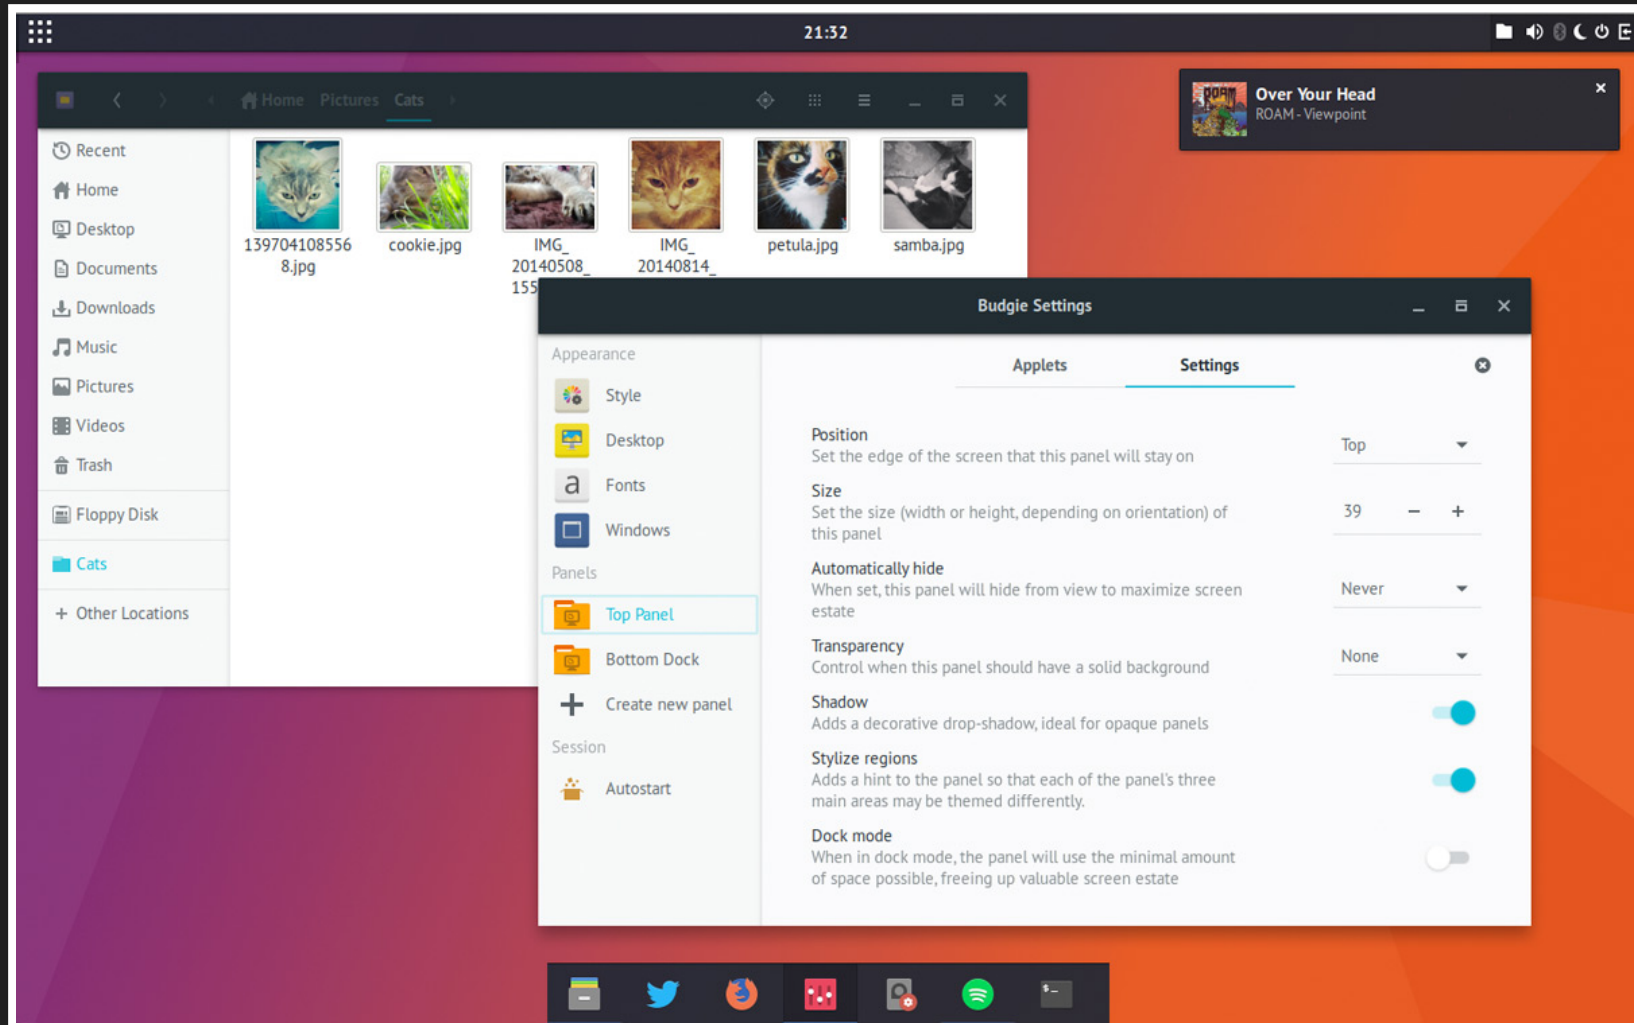 21:32
Home Pictures Cats
Over Your Head
ROAM - Viewpoint
Recent
Home
Desktop
Documents
Downloads
Music
Pictures
Videos
Trash
Floppy Disk
Cats
+ Other Locations
139704108556
8.jpg
cookie.jpg
IMG_
20140508_
155
IMG_
20140814_
petula.jpg
samba.jpg
ROAM
Budgie Settings
Appearance
Style
Desktop
a Fonts
Windows
Panels
Top Panel
Bottom Dock
Create new panel
Session
Autostart
Applets Settings
Position
Set the edge of the screen that this panel will stay on
Top
Size
Set the size (width or height, depending on orientation) of
this panel
39 − +
Automatically hide
When set, this panel will hide from view to maximize screen
estate
Never
Transparency
Control when this panel should have a solid background
None
Shadow
Adds a decorative drop-shadow, ideal for opaque panels
Stylize regions
Adds a hint to the panel so that each of the panel's three
main areas may be themed differently.
Dock mode
When in dock mode, the panel will use the minimal amount
of space possible, freeing up valuable screen estate
$_